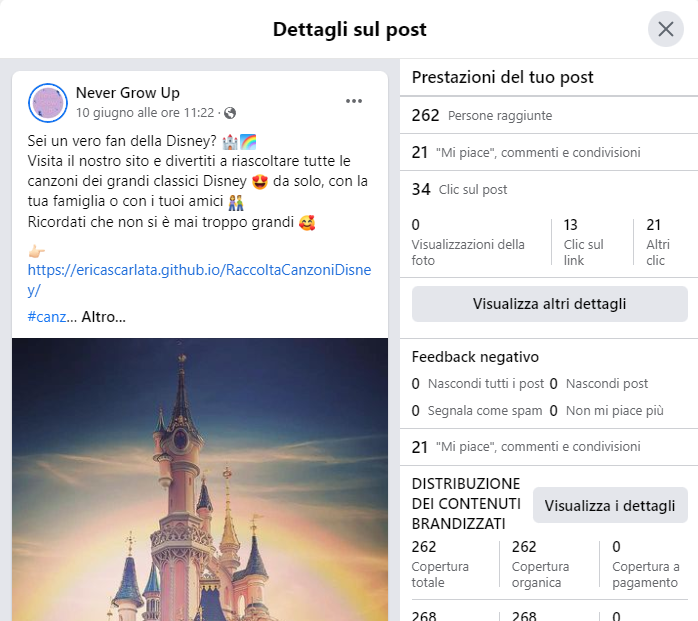 Dettagli sul post
Never Grow Up
10 giugno alle ore 11:22 ·
Sei un vero fan della Disney? 🏰🌈
Visita il nostro sito e divertiti a riascoltare tutte le
canzoni dei grandi classici Disney 😍 da solo, con la
tua famiglia o con i tuoi amici 👫
Ricordati che non si è mai troppo grandi 🥰
👉🏻
https://ericascarlata.github.io/RaccoltaCanzoniDisne
y/
#canz... Altro...
Prestazioni del tuo post
262 Persone raggiunte
21 "Mi piace", commenti e condivisioni
34 Clic sul post
0 13 21
Visualizzazioni della Clic sul Altri
foto link clic
Visualizza altri dettagli
Feedback negativo
0 Nascondi tutti i post 0 Nascondi post
0 Segnala come spam 0 Non mi piace più
21 "Mi piace", commenti e condivisioni
DISTRIBUZIONE
DEI CONTENUTI
BRANDIZZATI
Visualizza i dettagli
262 262 0
Copertura Copertura Copertura a
totale organica pagamento
268 268 0